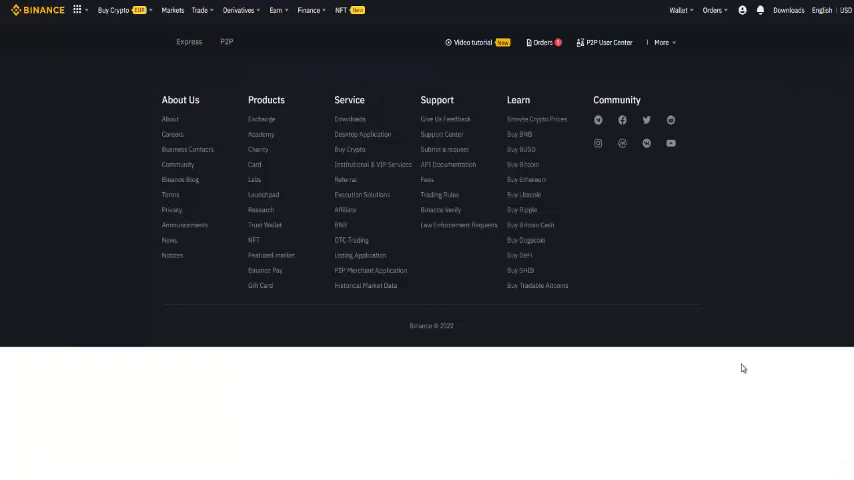 BINANCE Buy Crypto EUR Markets Trade Derivatives Earn Finance NFT New Wallet Orders Downloads English | USD
Express P2P Video tutorial New Orders P2P User Center | More
About Us Products Service Support Learn Community
About Exchange Downloads Give Us Feedback Browse Crypto Prices
Careers Academy Desktop Application Support Center Buy BNB
Business Contacts Charity Buy Crypto Submit a request Buy BUSD
Community Card Institutional & VIP Services API Documentation Buy Bitcoin
Binance Blog Labs Referral Fees Buy Ethereum
Terms Launchpad Execution Solutions Trading Rules Buy Litecoin
Privacy Research Affiliate Binance Verify Buy Ripple
Announcements Trust Wallet BNB Law Enforcement Requests Buy Bitcoin Cash
News NFT OTC Trading Buy Dogecoin
Notices Featured market Listing Application Buy DeFi
Binance Pay P2P Merchant Application Buy SHIB
Gift Card Historical Market Data Buy Tradable Altcoins
Binance © 2022